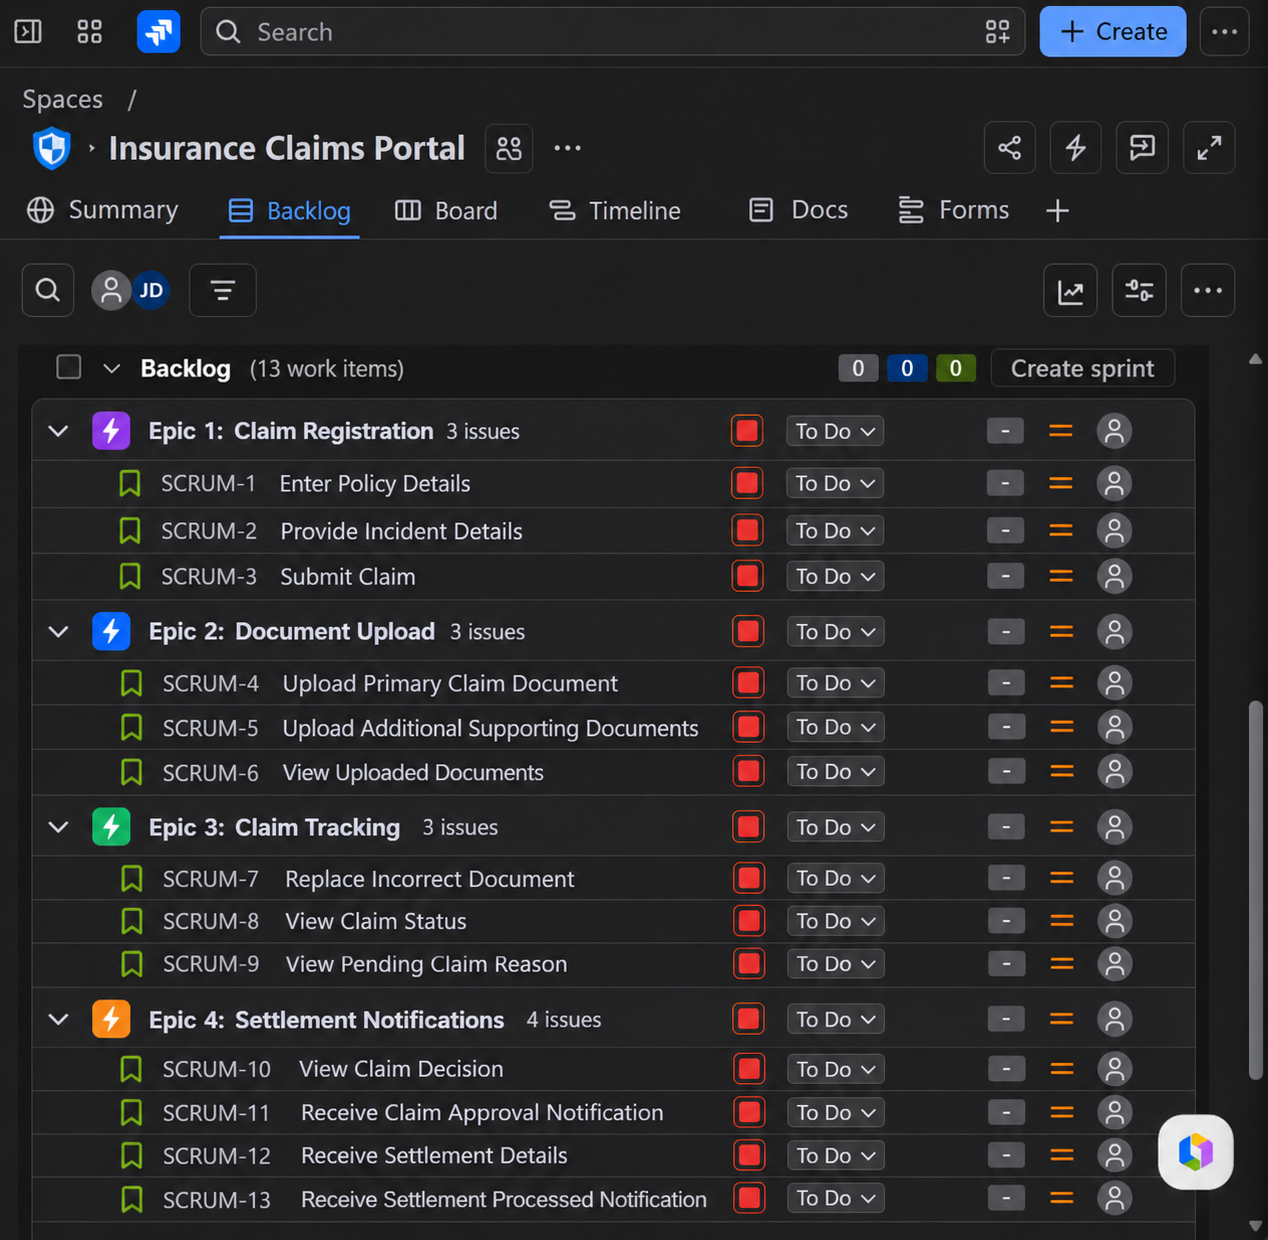 Search
Create
Spaces /
Insurance Claims Portal
Summary Backlog Board Timeline Docs Forms
JD
Backlog (13 work items) 0 0 0 Create sprint
Epic 1: Claim Registration 3 issues To Do -
SCRUM-1 Enter Policy Details To Do -
SCRUM-2 Provide Incident Details To Do -
SCRUM-3 Submit Claim To Do -
Epic 2: Document Upload 3 issues To Do -
SCRUM-4 Upload Primary Claim Document To Do -
SCRUM-5 Upload Additional Supporting Documents To Do -
SCRUM-6 View Uploaded Documents To Do -
Epic 3: Claim Tracking 3 issues To Do -
SCRUM-7 Replace Incorrect Document To Do -
SCRUM-8 View Claim Status To Do -
SCRUM-9 View Pending Claim Reason To Do -
Epic 4: Settlement Notifications 4 issues To Do -
SCRUM-10 View Claim Decision To Do -
SCRUM-11 Receive Claim Approval Notification To Do -
SCRUM-12 Receive Settlement Details To Do -
SCRUM-13 Receive Settlement Processed Notification To Do -